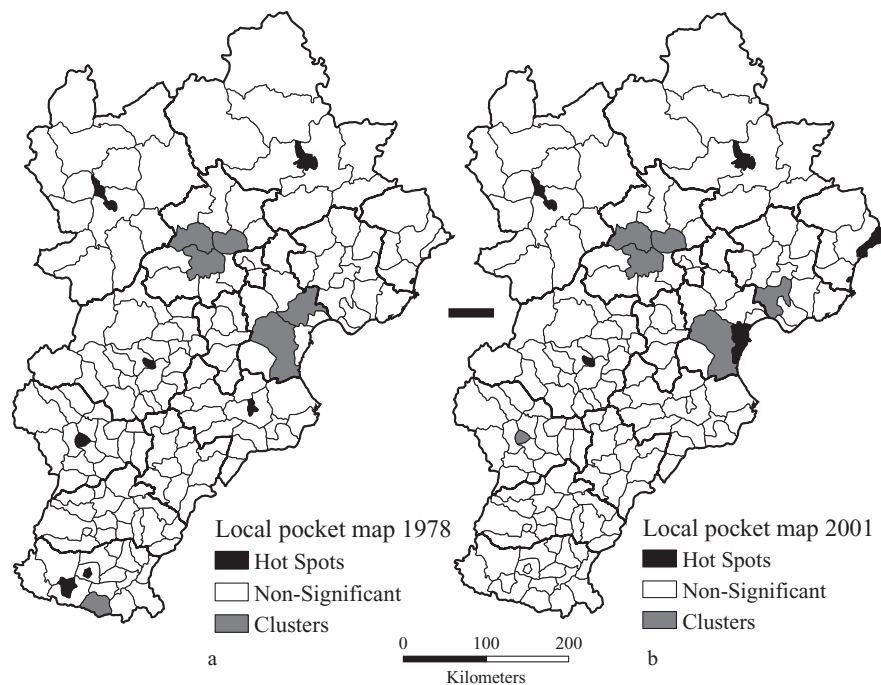 Local pocket map 1978
Hot Spots
Non-Significant
Clusters
a
Local pocket map 2001
Hot Spots
Non-Significant
Clusters
b
0 100 200
Kilometers